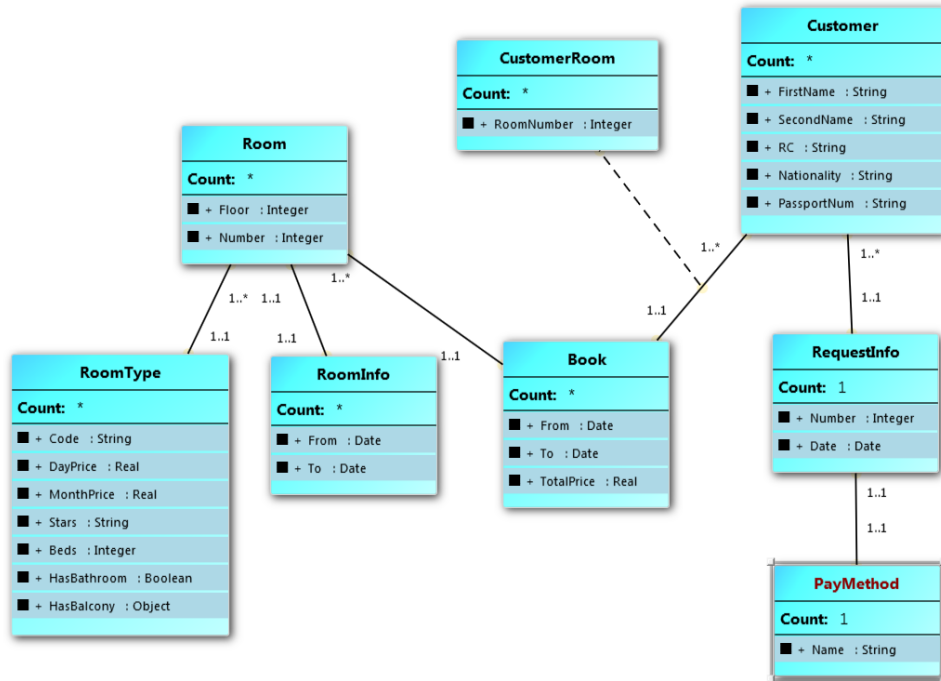 Customer
Count: *
+ FirstName : String
+ SecondName : String
+ RC : String
+ Nationality : String
+ PassportNum : String
CustomerRoom
Count: *
+ RoomNumber : Integer
Room
Count: *
+ Floor : Integer
+ Number : Integer
1..*
1..1
1..*
1..1
1..1
1..1
1..*
1..1
1..*
1..1
RoomType
Count: *
+ Code : String
+ DayPrice : Real
+ MonthPrice : Real
+ Stars : String
+ Beds : Integer
+ HasBathroom : Boolean
+ HasBalcony : Object
RoomInfo
Count: *
+ From : Date
+ To : Date
Book
Count: *
+ From : Date
+ To : Date
+ TotalPrice : Real
RequestInfo
Count: 1
+ Number : Integer
+ Date : Date
1..1
1..1
PayMethod
Count: 1
+ Name : String